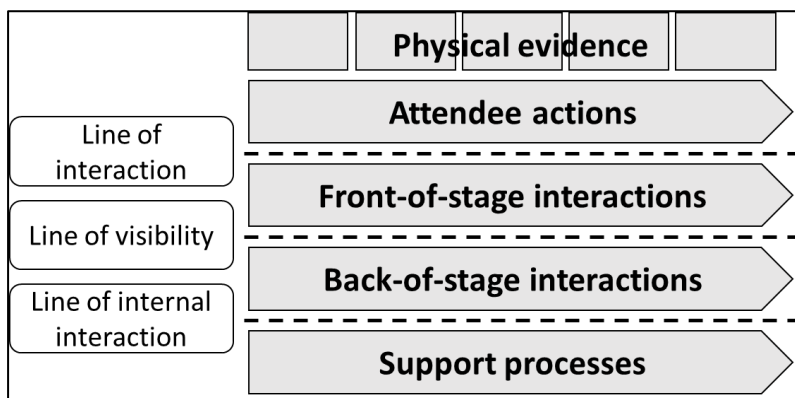 Physical evidence
Attendee actions
Line of
interaction
Front-of-stage interactions
Line of visibility
Back-of-stage interactions
Line of internal
interaction
Support processes